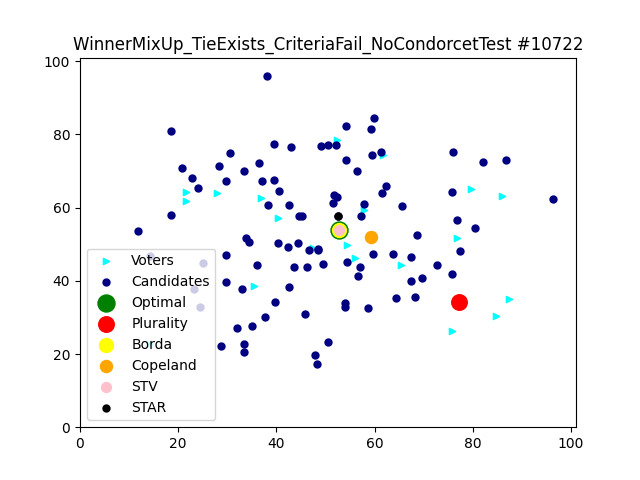 WinnerMixUp_TieExists_CriteriaFail_NoCondorcetTest #10722
100
80
60
40
20
0
Voters
Candidates
Optimal
Plurality
Borda
Copeland
STV
STAR
0 20 40 60 80 100